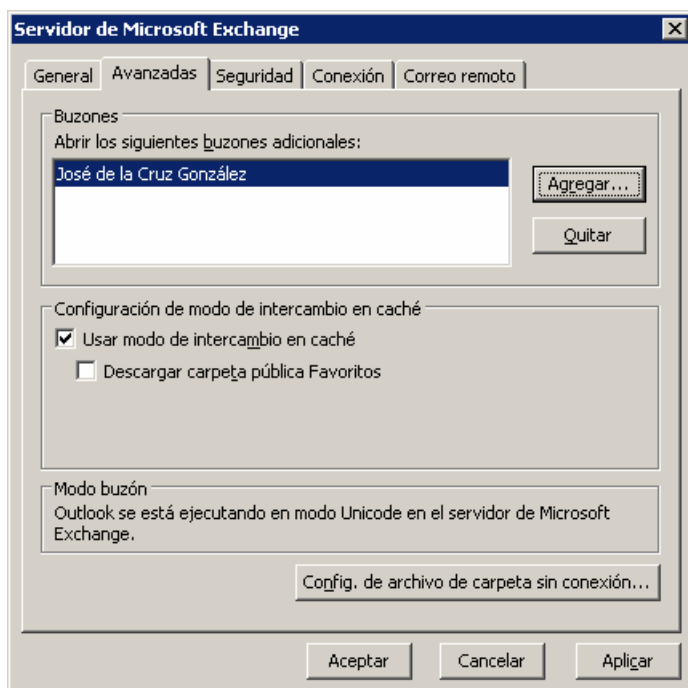 Servidor de Microsoft Exchange
General Avanzadas Seguridad Conexión Correo remoto
Buzones
Abrir los siguientes buzones adicionales:
José de la Cruz González
Agregar...
Quitar
Configuración de modo de intercambio en caché
Usar modo de intercambio en caché
Descargar carpeta pública Favoritos
Modo buzón
Outlook se está ejecutando en modo Unicode en el servidor de Microsoft
Exchange.
Config. de archivo de carpeta sin conexión...
Aceptar Cancelar Aplicar